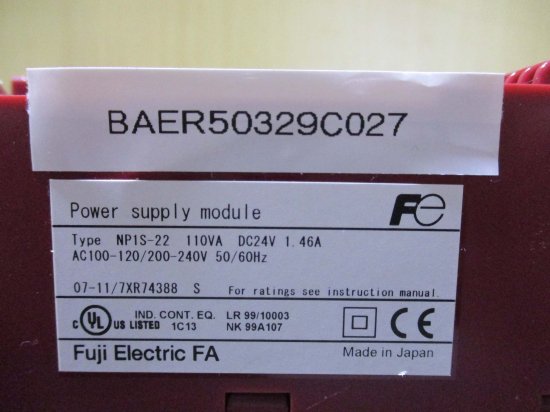 BAER50329C027
Power supply module
Fe
Type NP1S-22 110VA DC24V 1.46A
AC100-120/200-240V 50/60Hz
07-11/7XR74388 S For ratings see instruction manual.
C UL US LISTED IND. CONT. EQ. 1C13 LR 99/10003 NK 99A107 CE
Fuji Electric FA Made in Japan